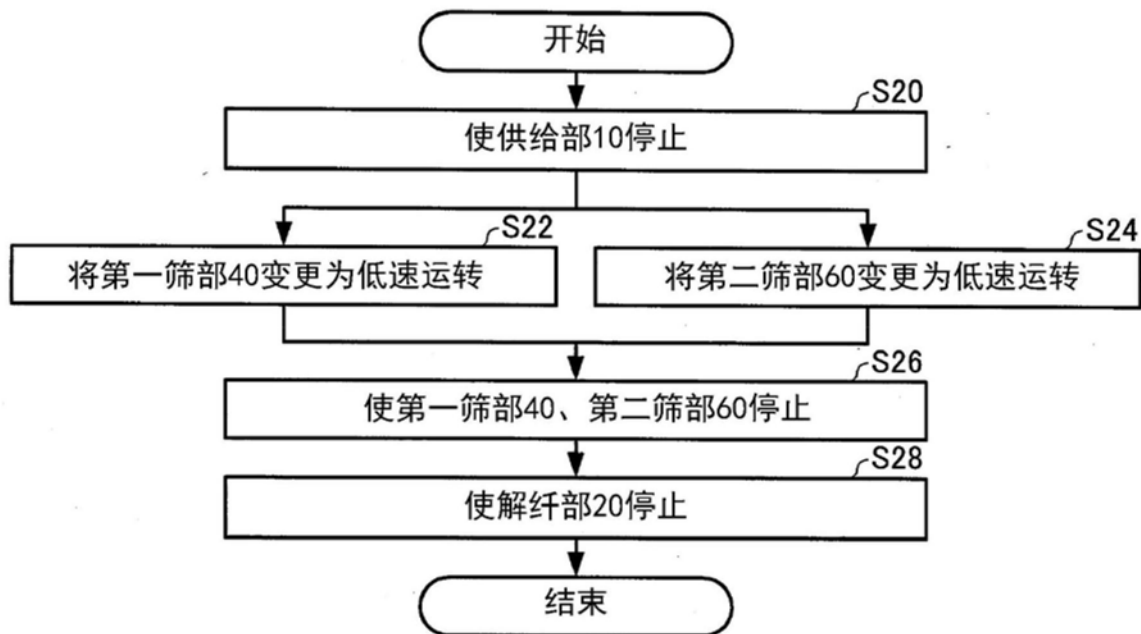 开始
S20
使供给部10停止
S22
将第一筛部40变更为低速运转
S24
将第二筛部60变更为低速运转
S26
使第一筛部40、第二筛部60停止
S28
使解纤部20停止
结束